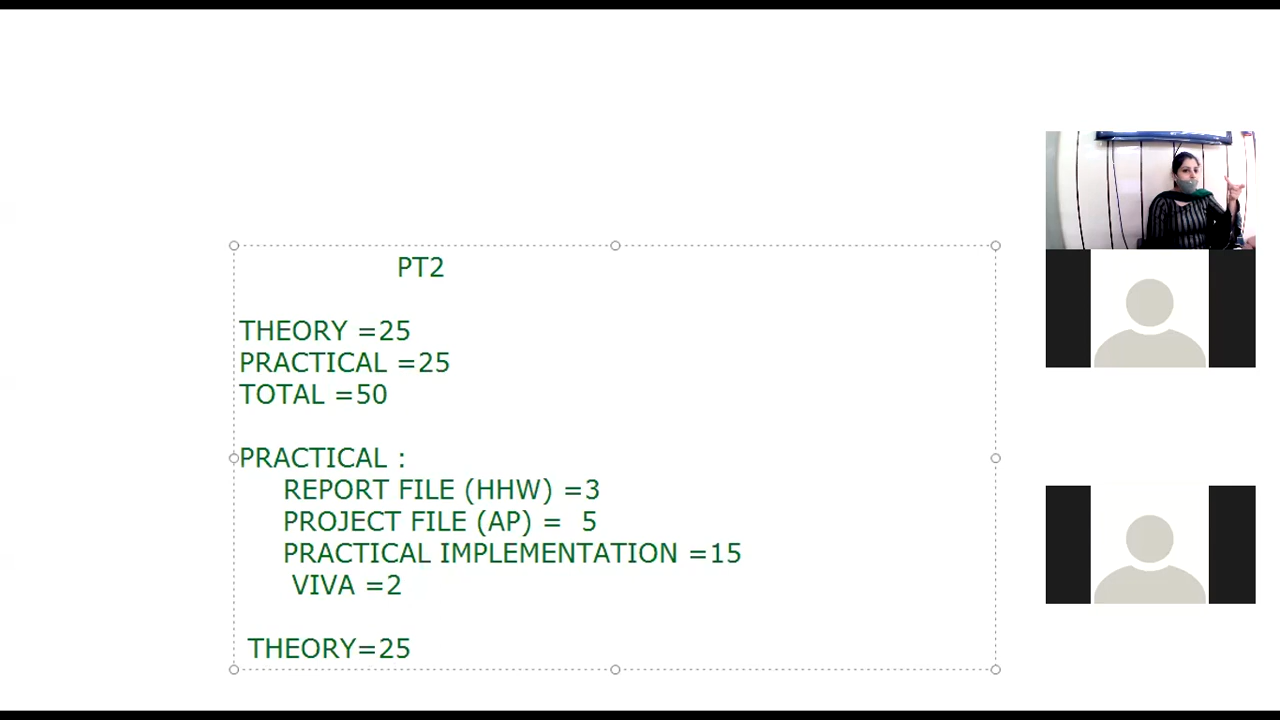 PT2
THEORY =25
PRACTICAL =25
TOTAL =50
PRACTICAL :
REPORT FILE (HHW) =3
PROJECT FILE (AP) =  5
PRACTICAL IMPLEMENTATION =15
VIVA =2
THEORY=25